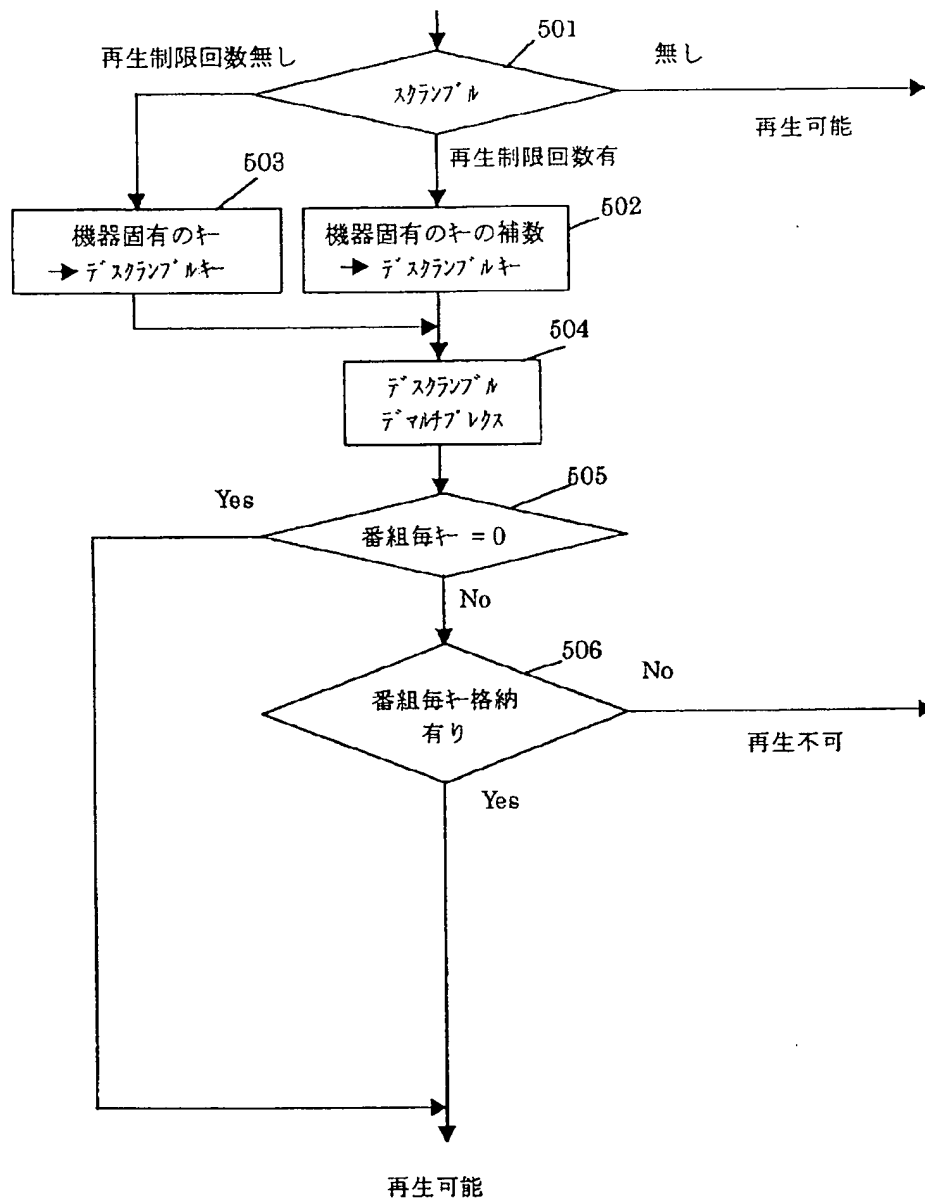 501
再生制限回数無し
無し
スクランブル
再生可能
再生制限回数有
503
502
機器固有のキー
→ デスクランブルキー
機器固有のキーの補数
→ デスクランブルキー
504
デスクランブル
デマルチプレクス
505
Yes
番組毎キー = 0
No
506
No
番組毎キー格納
有り
再生不可
Yes
再生可能